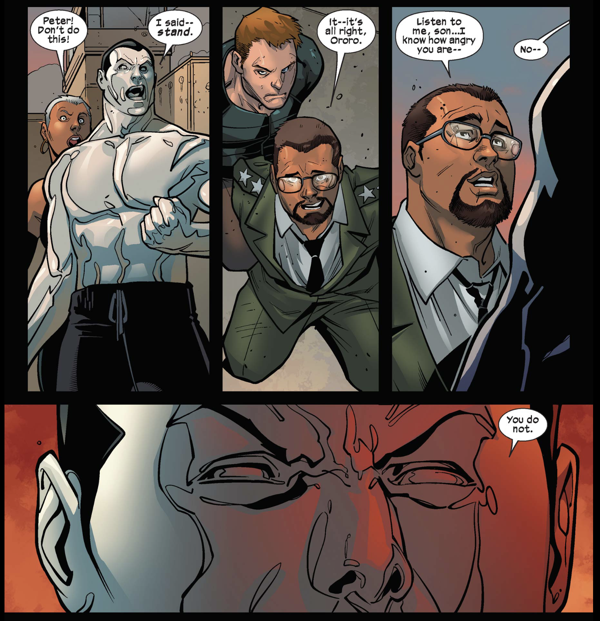 Peter!
Don't do
this!
I said--
stand.
It--it's
all right,
Ororo.
Listen to
me, son...I
know how angry
you are--
No--
You do
not.